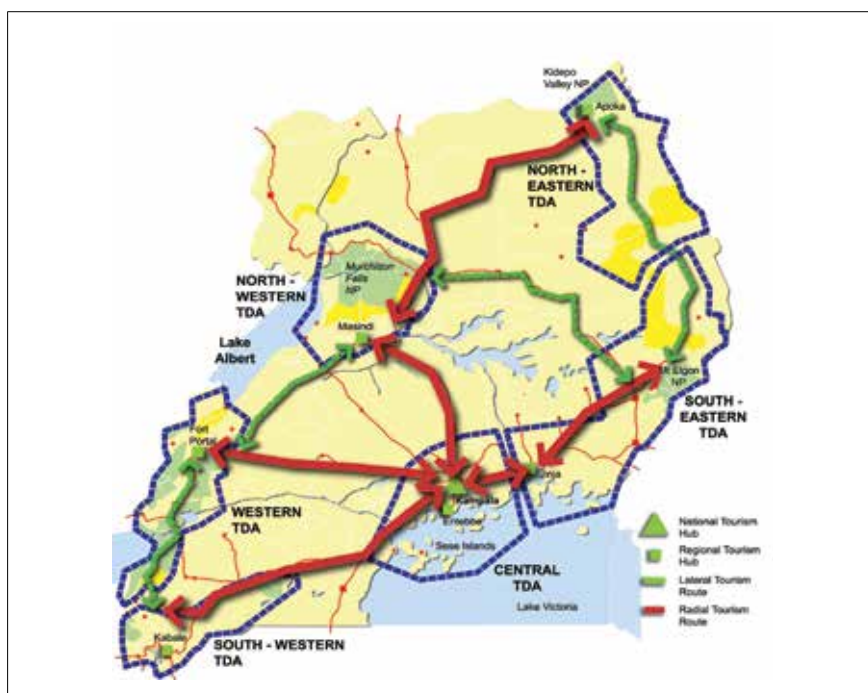 Kidepo
Valley NP
Apoka
NORTH -
EASTERN
TDA
Murchison
Falls
NP
NORTH -
WESTERN
TDA
Masindi
Lake
Albert
Mt Elgon
NP
SOUTH -
EASTERN
TDA
Fort
Portal
Jinja
Kampala
Entebbe
WESTERN
TDA
Sese Islands
CENTRAL
TDA
Lake Victoria
Kabale
SOUTH - WESTERN
TDA
National Tourism
Hub
Regional Tourism
Hub
Lateral Tourism
Route
Radial Tourism
Route